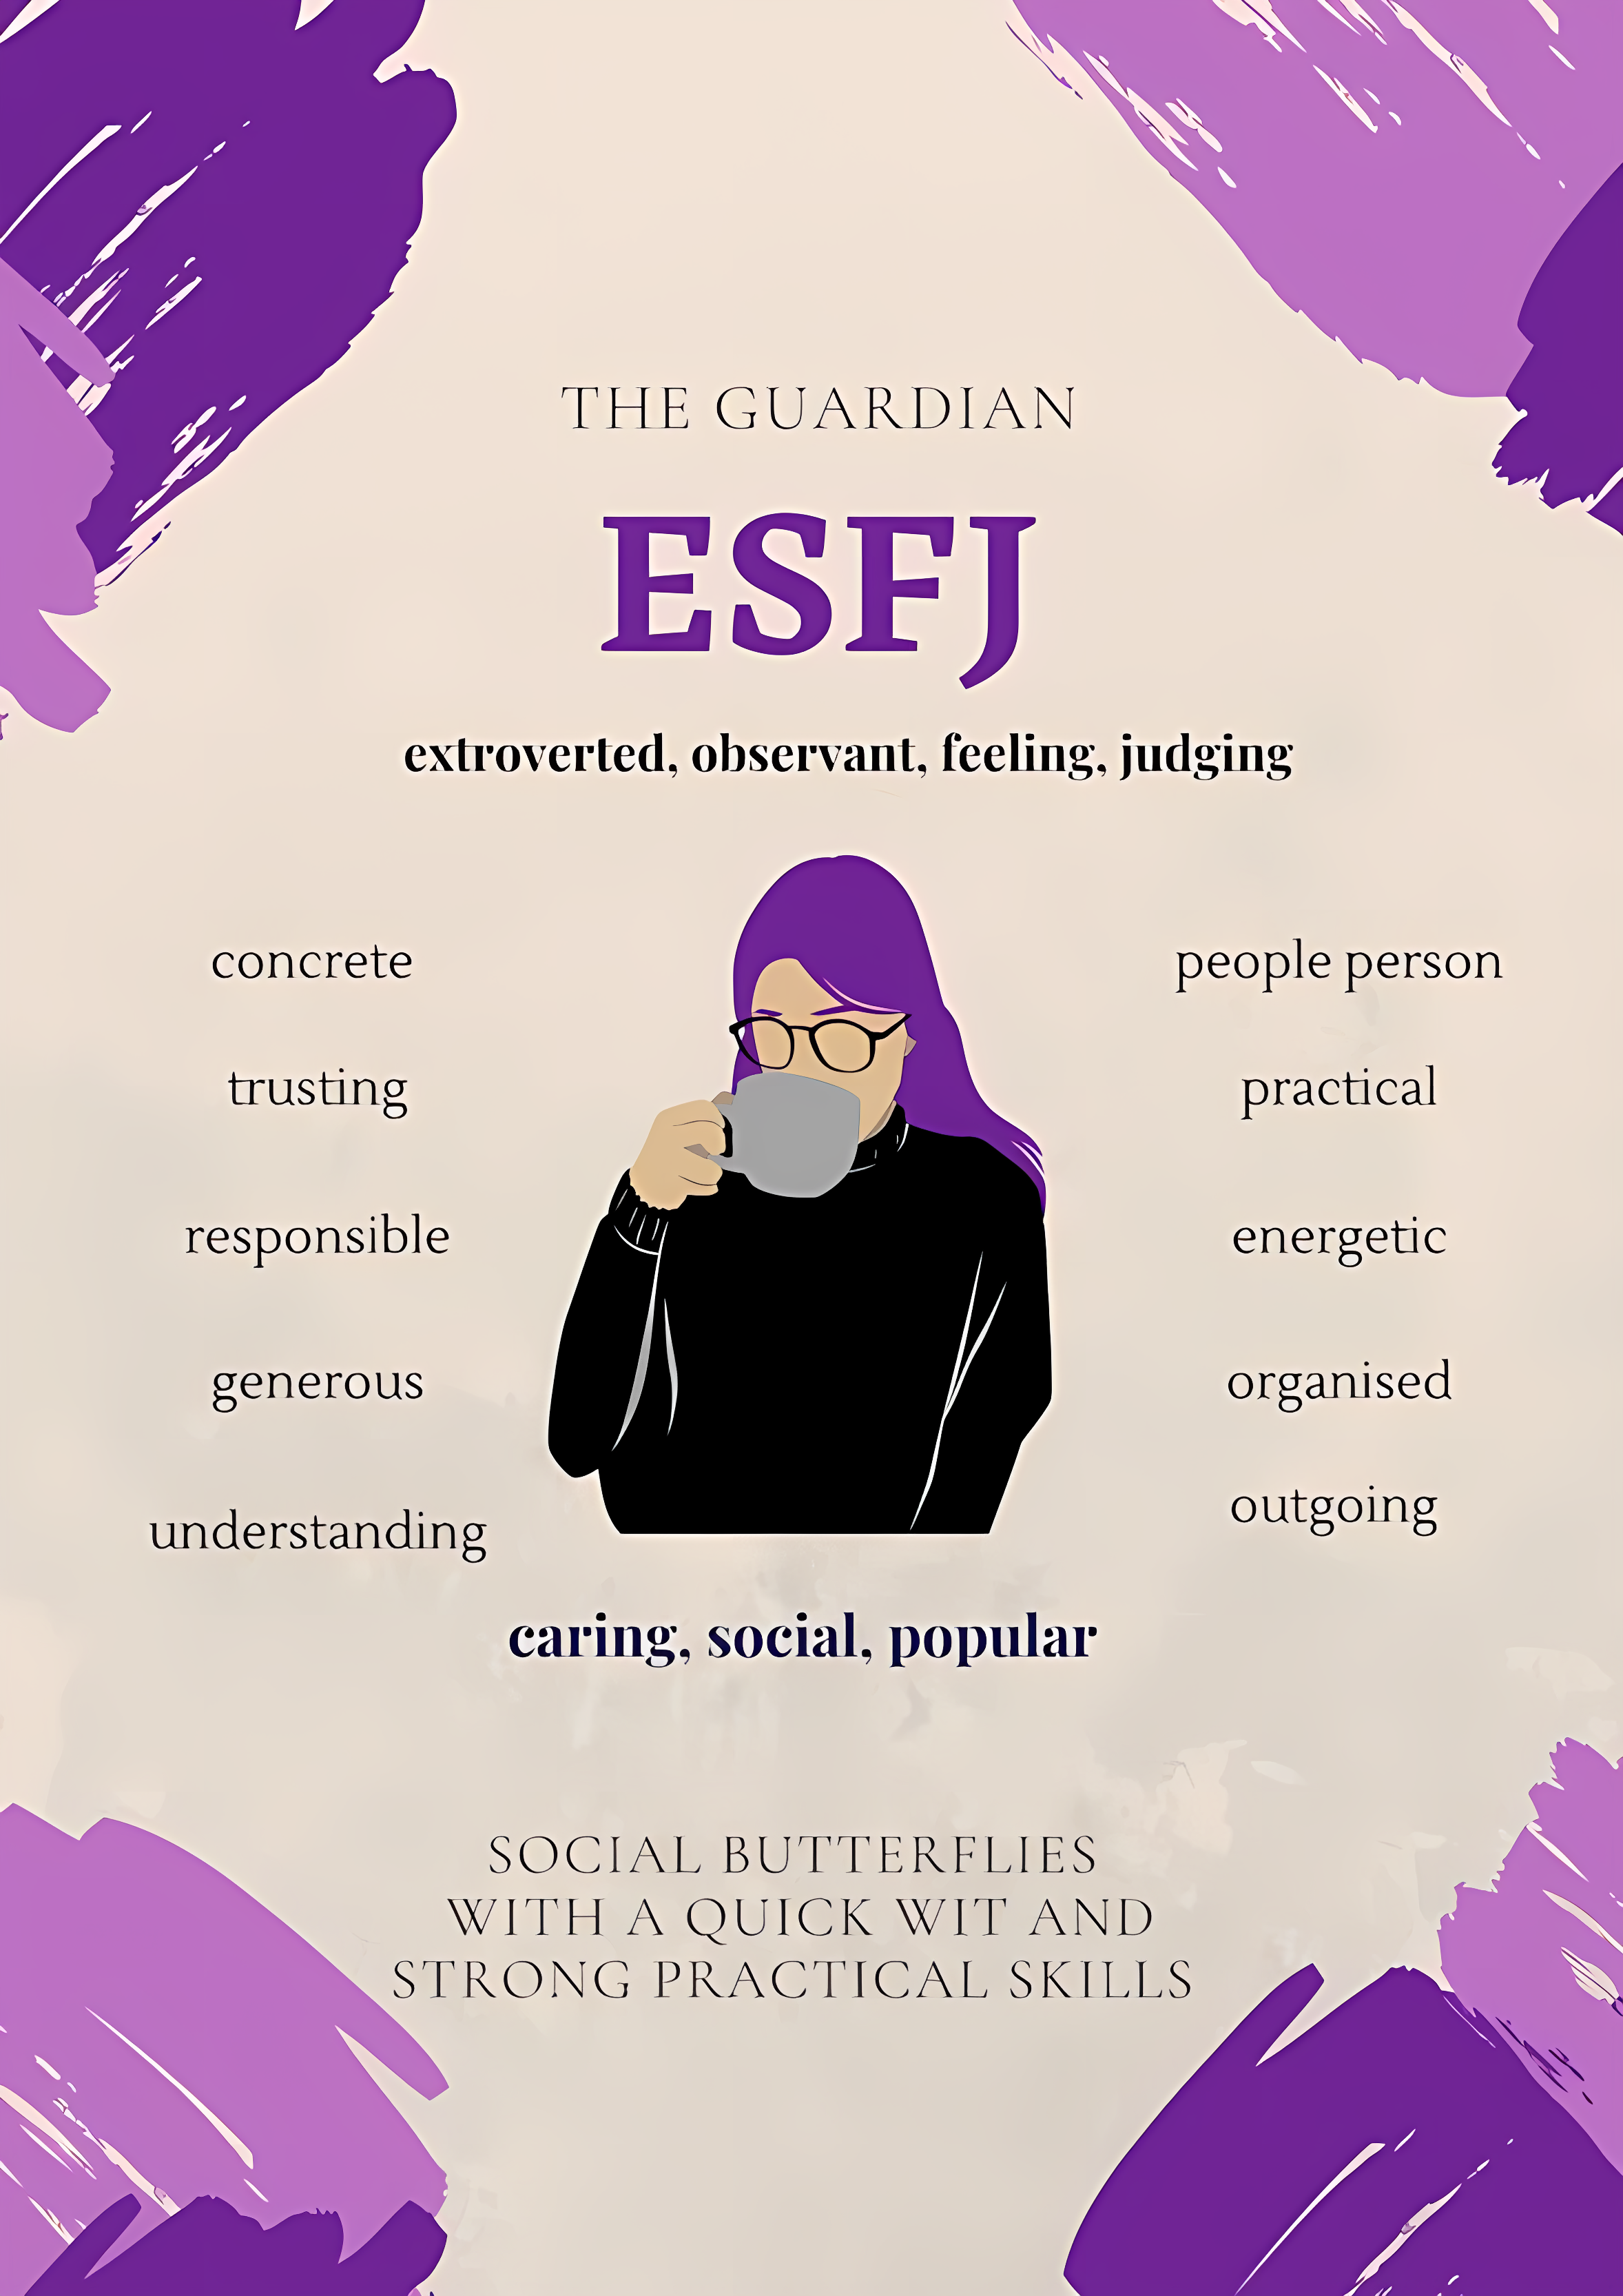 THE GUARDIAN
ESFJ
extroverted, observant, feeling, judging
concrete
trusting
responsible
generous
understanding
people person
practical
energetic
organised
outgoing
caring, social, popular
SOCIAL BUTTERFLIES
WITH A QUICK WIT AND
STRONG PRACTICAL SKILLS